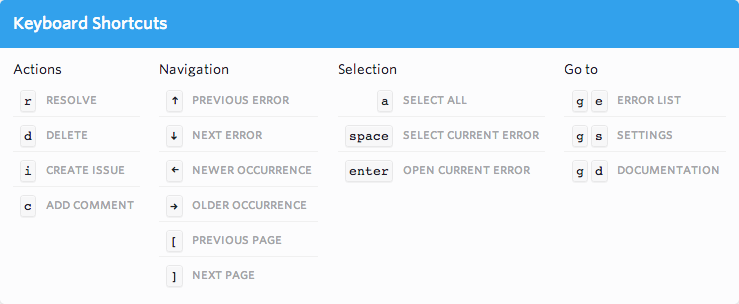 Keyboard Shortcuts
Actions
r RESOLVE
d DELETE
i CREATE ISSUE
c ADD COMMENT
Navigation
↑ PREVIOUS ERROR
↓ NEXT ERROR
← NEWER OCCURRENCE
→ OLDER OCCURRENCE
[ PREVIOUS PAGE
] NEXT PAGE
Selection
a SELECT ALL
space SELECT CURRENT ERROR
enter OPEN CURRENT ERROR
Go to
g e ERROR LIST
g s SETTINGS
g d DOCUMENTATION